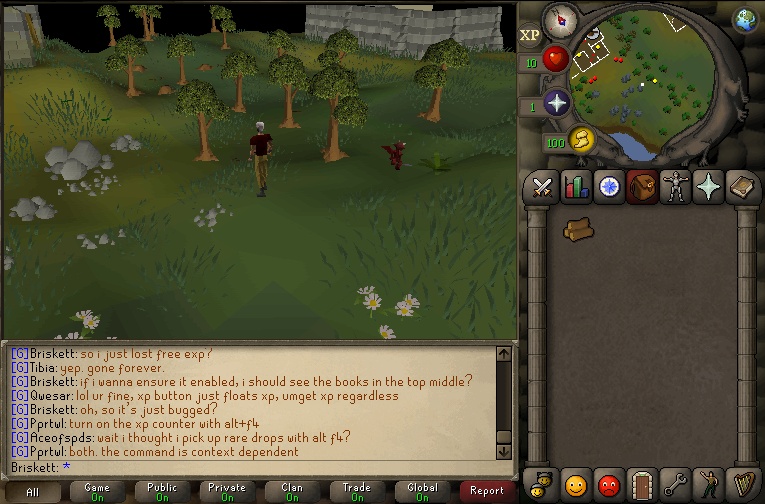 XP
10
1
100
[G]Briskett: so i just lost free exp?
[G]Tibia: yep. gone forever.
[G]Briskett: if i wanna ensure it enabled, i should see the books in the top middle?
[G]Qwesar: lol ur fine, xp button just floats xp, umget xp regardless
[G]Briskett: oh, so it's just bugged?
[G]Pprtwl: turn on the xp counter with alt+f4
[G]Aceofspds: wait i thought i pick up rare drops with alt f4?
[G]Pprtwl: both. the command is context dependent
Briskett: *
All
Game
On
Public
On
Private
On
Clan
On
Trade
On
Global
On
Report